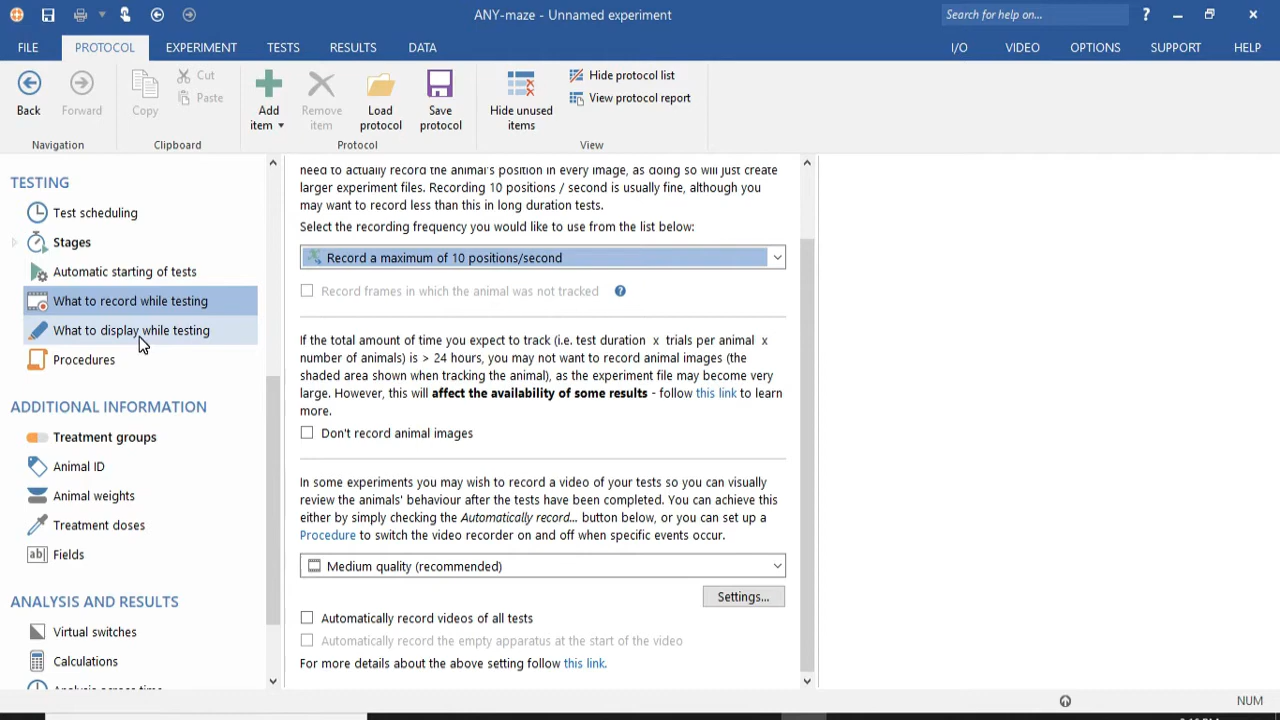 ANY-maze - Unnamed experiment
Search for help on...
?
FILE PROTOCOL EXPERIMENT TESTS RESULTS DATA I/O VIDEO OPTIONS SUPPORT HELP
Back
Forward
Navigation
Copy
Cut
Paste
Clipboard
Add item
Remove item
Load protocol
Save protocol
Protocol
Hide unused items
Hide protocol list
View protocol report
View
TESTING
Test scheduling
Stages
Automatic starting of tests
What to record while testing
What to display while testing
Procedures
ADDITIONAL INFORMATION
Treatment groups
Animal ID
Animal weights
Treatment doses
Fields
ANALYSIS AND RESULTS
Virtual switches
Calculations
Analysis across time
need to actually record the animal's position in every image, as doing so will just create
larger experiment files. Recording 10 positions / second is usually fine, although you
may want to record less than this in long duration tests.
Select the recording frequency you would like to use from the list below:
Record a maximum of 10 positions/second
Record frames in which the animal was not tracked ?
If the total amount of time you expect to track (i.e. test duration x trials per animal x
number of animals) is > 24 hours, you may not want to record animal images (the
shaded area shown when tracking the animal), as the experiment file may become very
large. However, this will affect the availability of some results - follow this link to learn
more.
Don't record animal images
In some experiments you may wish to record a video of your tests so you can visually
review the animals' behaviour after the tests have been completed. You can achieve this
either by simply checking the Automatically record... button below, or you can set up a
Procedure to switch the video recorder on and off when specific events occur.
Medium quality (recommended)
Settings...
Automatically record videos of all tests
Automatically record the empty apparatus at the start of the video
For more details about the above setting follow this link.
NUM